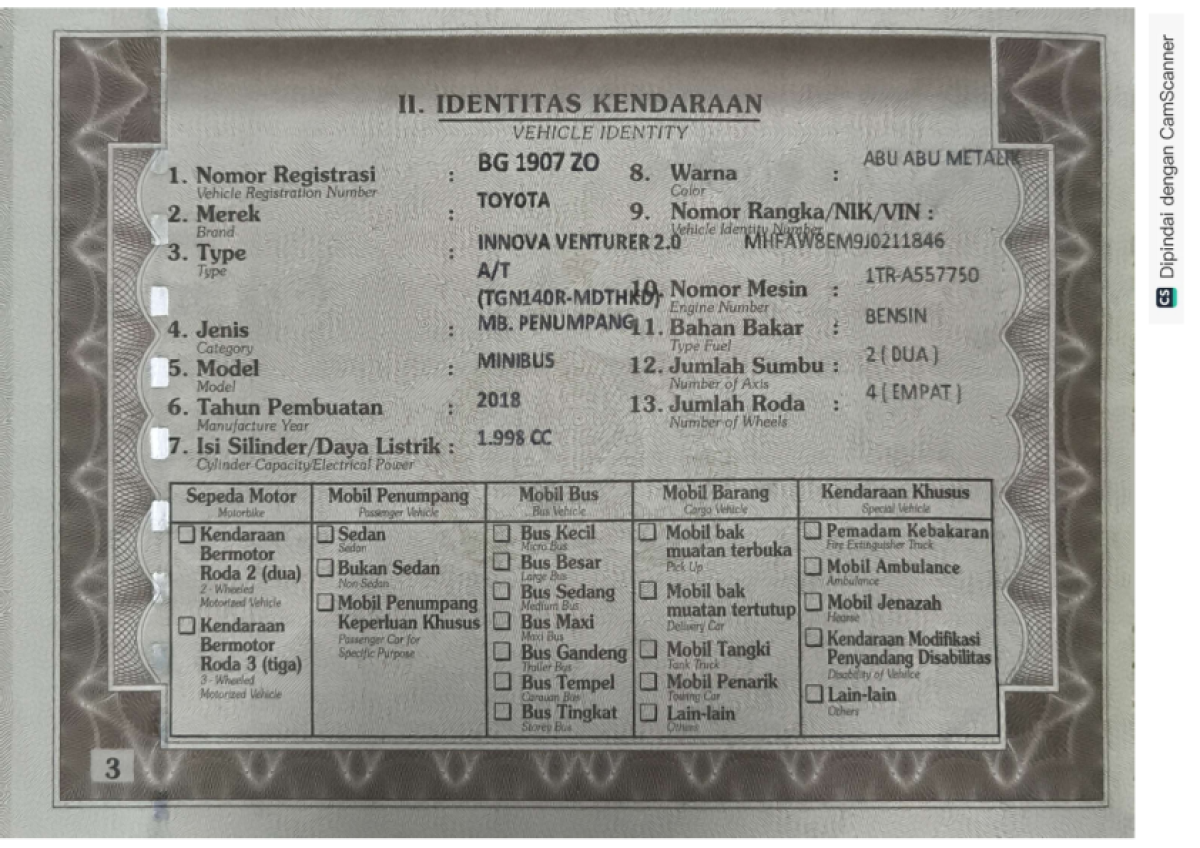 II. IDENTITAS KENDARAAN
VEHICLE IDENTITY
1. Nomor Registrasi : BG 1907 ZO
Vehicle Registration Number
2. Merek : TOYOTA
Brand
3. Type : INNOVA VENTURER 2.0
Type
A/T
(TGN140R-MDTHKD)
4. Jenis : MB. PENUMPANG
Category
5. Model : MINIBUS
Model
6. Tahun Pembuatan : 2018
Manufacture Year
7. Isi Silinder/Daya Listrik : 1.998 CC
Cylinder Capacity/Electrical Power
8. Warna : ABU ABU METALIK
Color
9. Nomor Rangka/NIK/VIN :
Vehicle Identity Number
MHFAW8EM9J0211846
10. Nomor Mesin : 1TR-A557750
Engine Number
11. Bahan Bakar : BENSIN
Type Fuel
12. Jumlah Sumbu : 2 ( DUA )
Number of Axis
13. Jumlah Roda : 4 ( EMPAT )
Number of Wheels
Sepeda Motor
Motorbike
Kendaraan
Bermotor
Roda 2 (dua)
2 - Wheeled
Motorized Vehicle
Kendaraan
Bermotor
Roda 3 (tiga)
3 - Wheeled
Motorized Vehicle
Mobil Penumpang
Passenger Vehicle
Sedan
Sedan
Bukan Sedan
Non-Sedan
Mobil Penumpang
Keperluan Khusus
Passenger Car for
Specific Purpose
Mobil Bus
Bus Vehicle
Bus Kecil
Micro Bus
Bus Besar
Large Bus
Bus Sedang
Medium Bus
Bus Maxi
Maxi Bus
Bus Gandeng
Trailer Bus
Bus Tempel
Caravan Bus
Bus Tingkat
Storey Bus
Mobil Barang
Cargo Vehicle
Mobil bak
muatan terbuka
Pick Up
Mobil bak
muatan tertutup
Delivery Car
Mobil Tangki
Tank Truck
Mobil Penarik
Towing Car
Lain-lain
Others
Kendaraan Khusus
Special Vehicle
Pemadam Kebakaran
Fire Extinguisher Truck
Mobil Ambulance
Ambulance
Mobil Jenazah
Hearse
Kendaraan Modifikasi
Penyandang Disabilitas
Disability of Vehilce
Lain-lain
Others
3
CS Dipindai dengan CamScanner